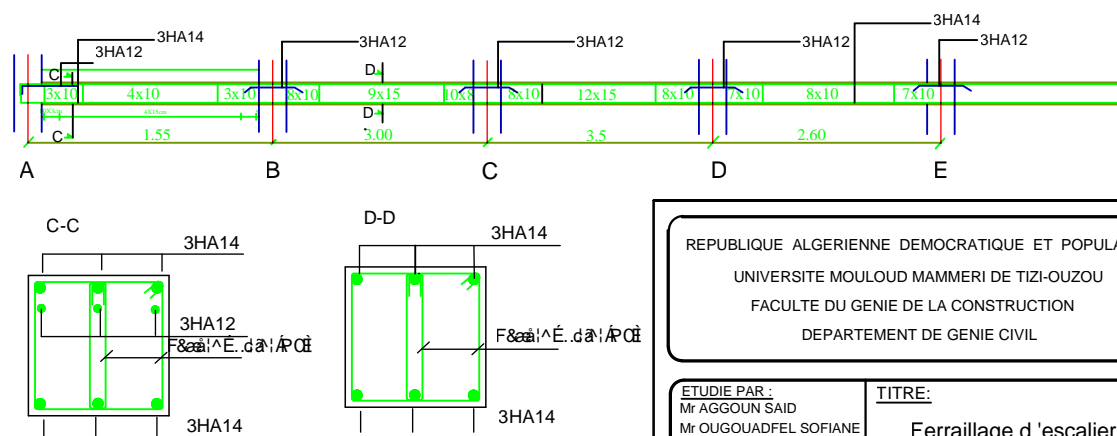 3HA14
3HA12
3HA12
3HA12
3HA14
3HA12
C
D
3x10 4x10 3x10 8x10 9x15 10x8 8x10 12x15 8x10 7x10 8x10 7x10
4X15cm
C
D
1.55 3.00 3.5 2.60
A B C D E
C-C
3HA14
3HA12
3HA14
D-D
3HA14
3HA14
REPUBLIQUE ALGERIENNE DEMOCRATIQUE ET POPULA
UNIVERSITE MOULOUD MAMMERI DE TIZI-OUZOU
FACULTE DU GENIE DE LA CONSTRUCTION
DEPARTEMENT DE GENIE CIVIL
ETUDIE PAR :
Mr AGGOUN SAID
Mr OUGOUADFEL SOFIANE
TITRE:
Ferraillage d 'escalier